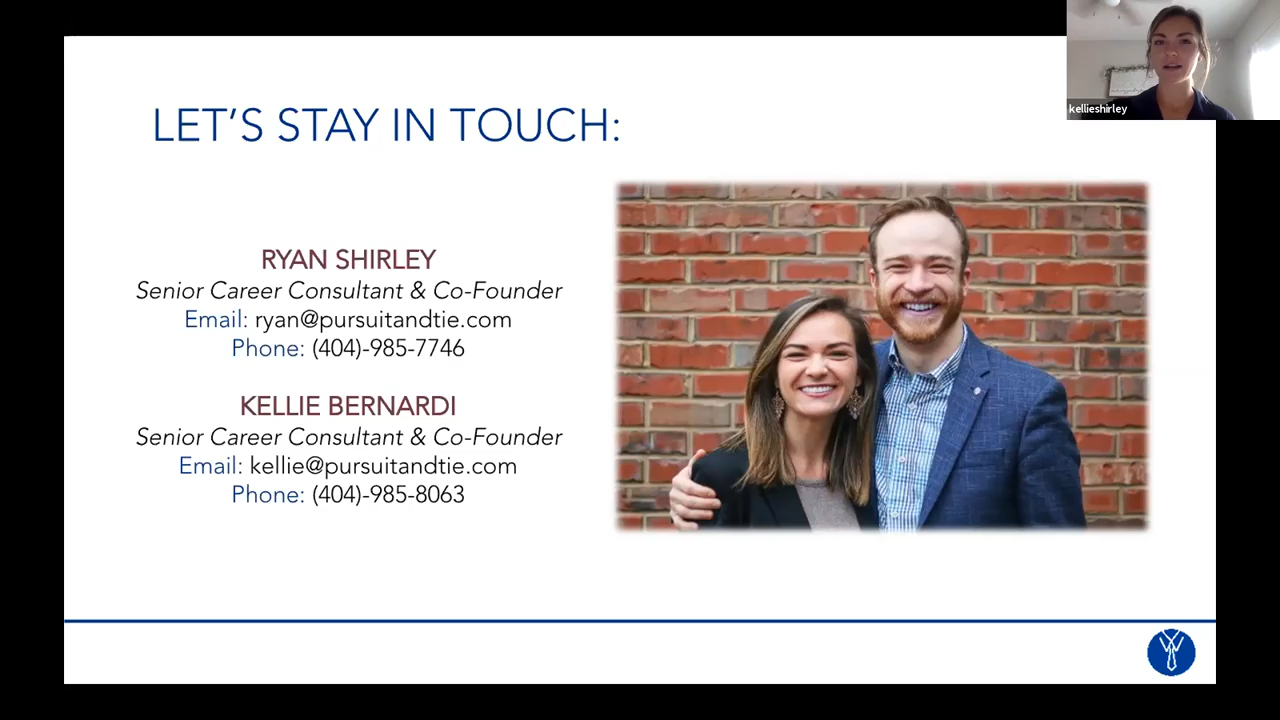 kellieshirley
LET'S STAY IN TOUCH:
RYAN SHIRLEY
Senior Career Consultant & Co-Founder
Email: ryan@pursuitandtie.com
Phone: (404)-985-7746
KELLIE BERNARDI
Senior Career Consultant & Co-Founder
Email: kellie@pursuitandtie.com
Phone: (404)-985-8063